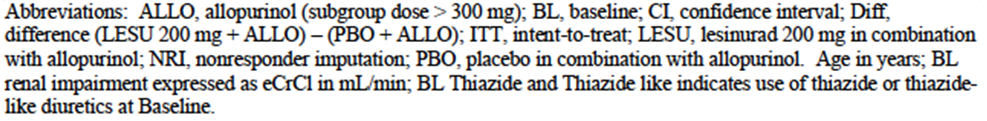 Abbreviations:  ALLO, allopurinol (subgroup dose > 300 mg); BL, baseline; CI, confidence interval; Diff,
difference (LESU 200 mg + ALLO) – (PBO + ALLO); ITT, intent-to-treat; LESU, lesinurad 200 mg in combination
with allopurinol; NRI, nonresponder imputation; PBO, placebo in combination with allopurinol.  Age in years; BL
renal impairment expressed as eCrCl in mL/min; BL Thiazide and Thiazide like indicates use of thiazide or thiazide-
like diuretics at Baseline.